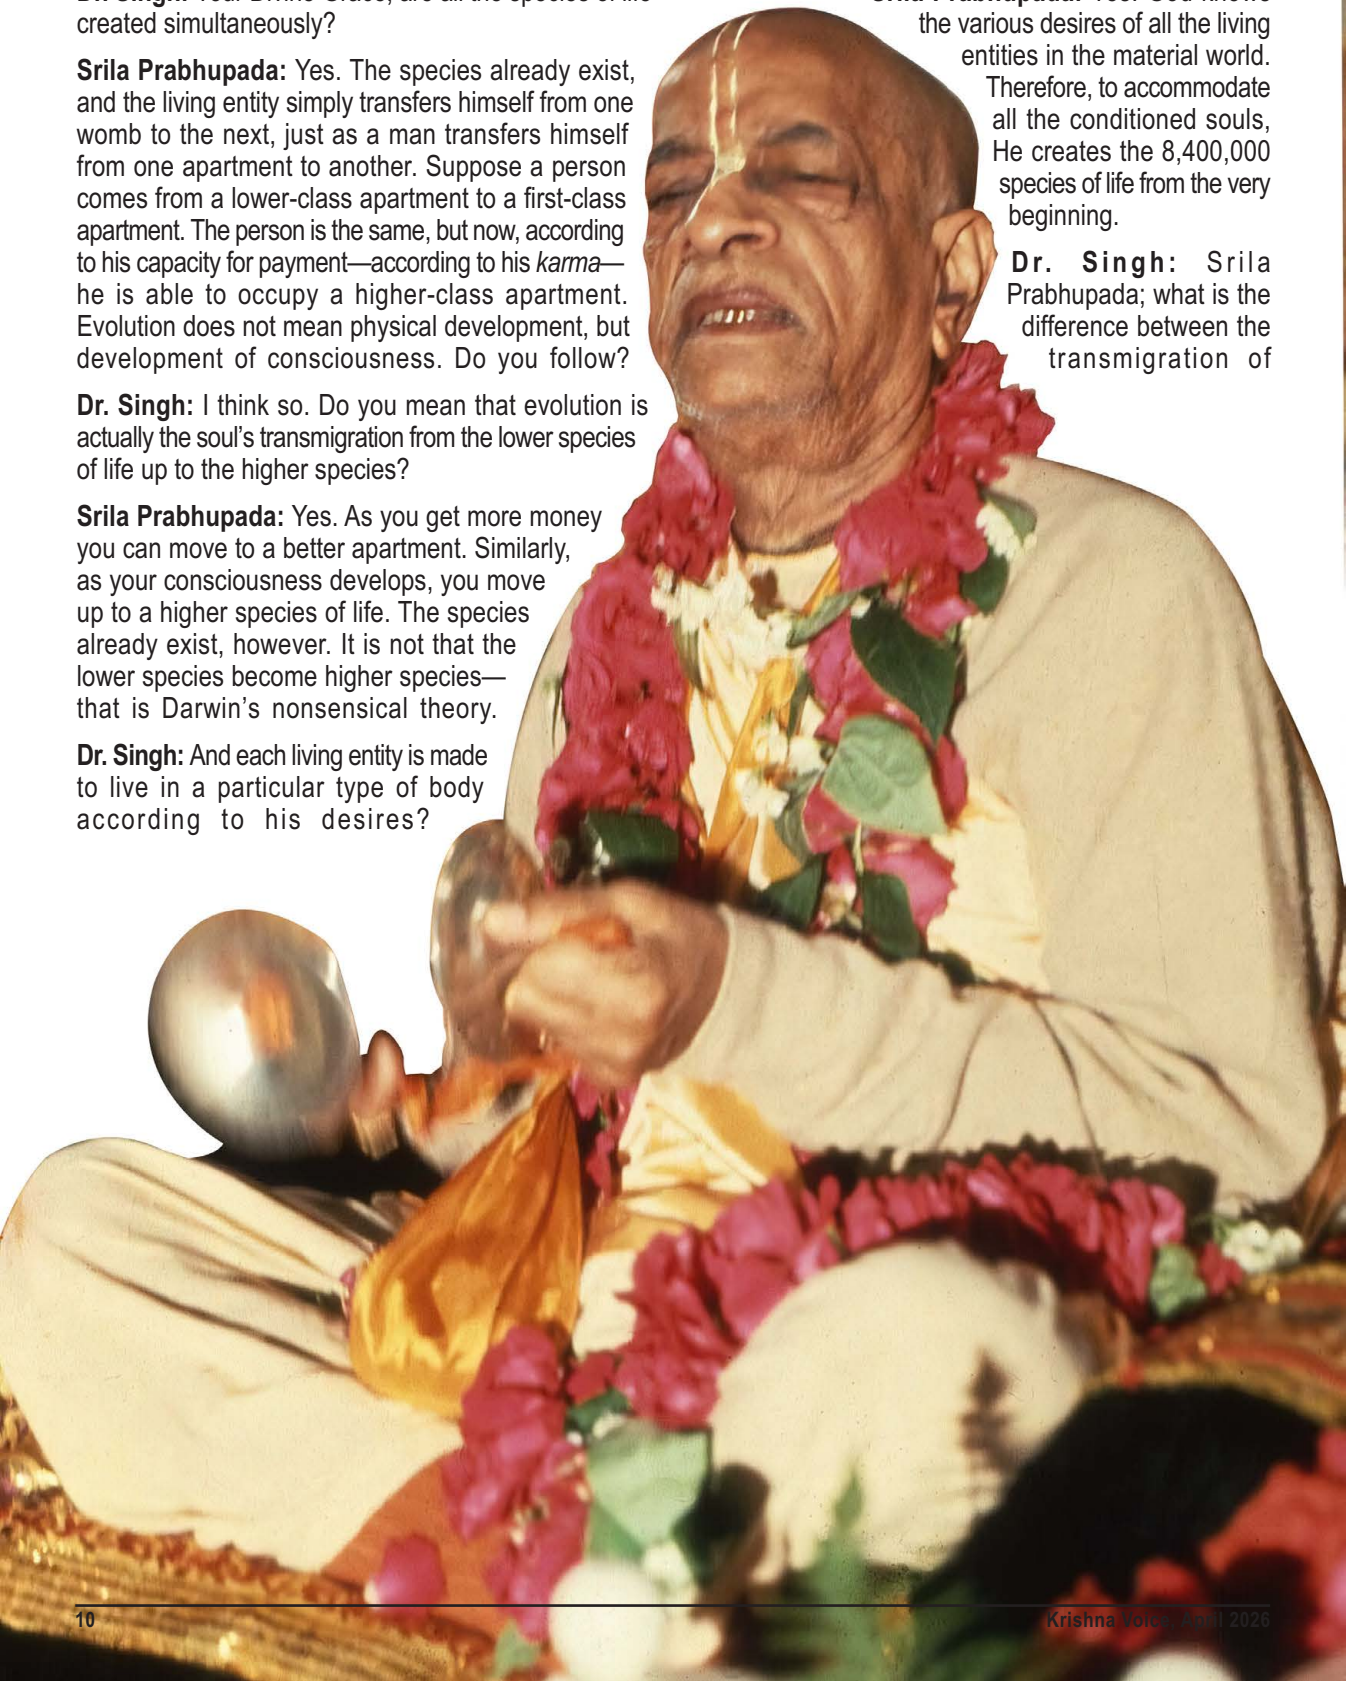 created simultaneously?
Srila Prabhupada: Yes. The species already exist,
and the living entity simply transfers himself from one
womb to the next, just as a man transfers himself
from one apartment to another. Suppose a person
comes from a lower-class apartment to a first-class
apartment. The person is the same, but now, according
to his capacity for payment—according to his karma—
he is able to occupy a higher-class apartment.
Evolution does not mean physical development, but
development of consciousness. Do you follow?
Dr. Singh: I think so. Do you mean that evolution is
actually the soul's transmigration from the lower species
of life up to the higher species?
Srila Prabhupada: Yes. As you get more money
you can move to a better apartment. Similarly,
as your consciousness develops, you move
up to a higher species of life. The species
already exist, however. It is not that the
lower species become higher species—
that is Darwin's nonsensical theory.
Dr. Singh: And each living entity is made
to live in a particular type of body
according to his desires?
the various desires of all the living
entities in the material world.
Therefore, to accommodate
all the conditioned souls,
He creates the 8,400,000
species of life from the very
beginning.
Dr. Singh: Srila
Prabhupada; what is the
difference between the
transmigration of
10
Krishna Voice, April 2026